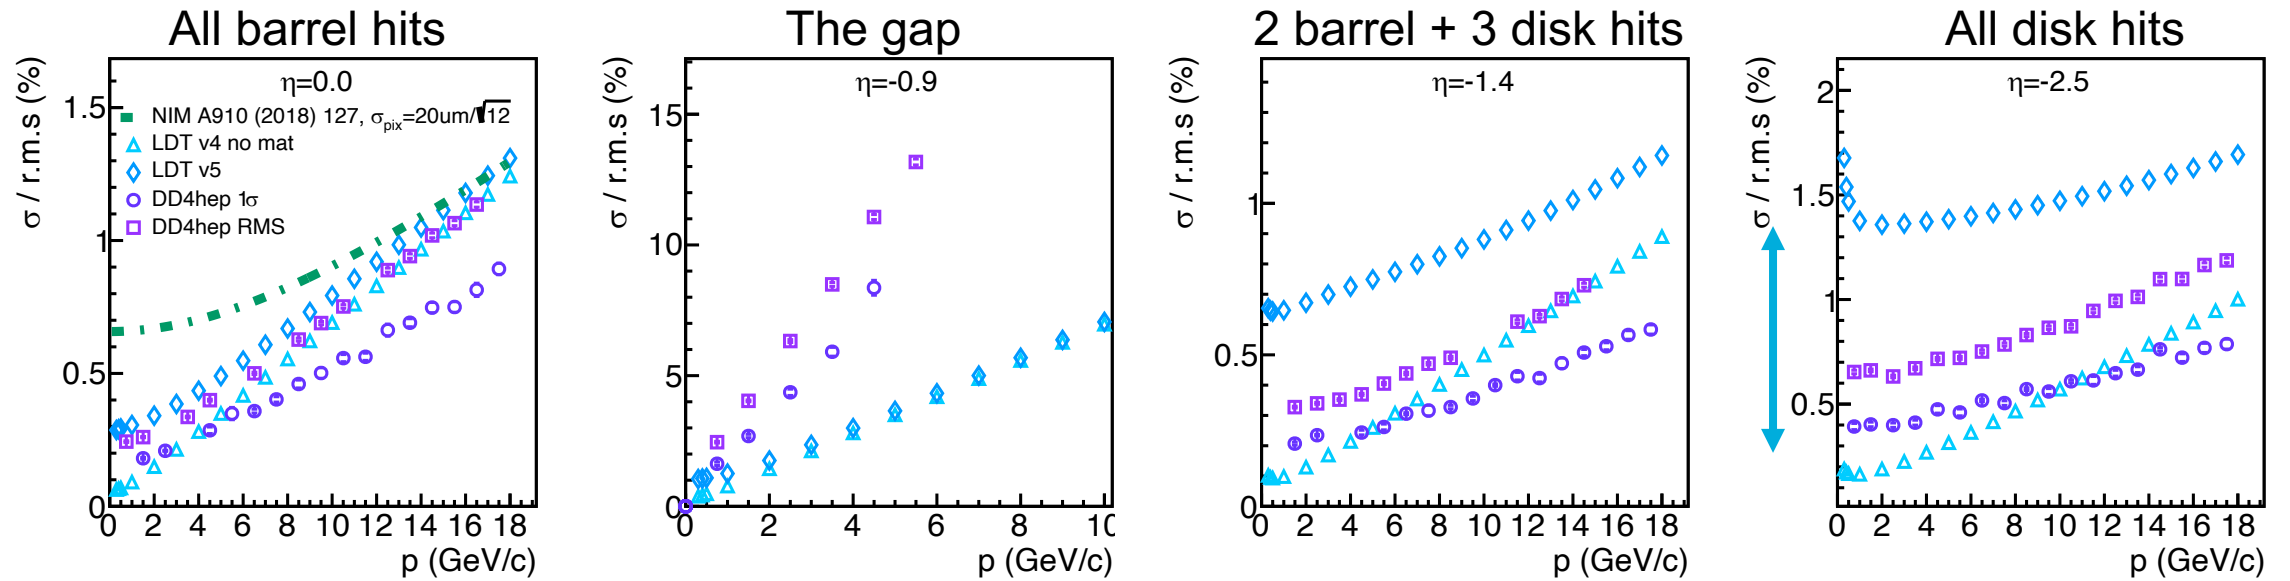 All barrel hits
η=0.0
NIM A910 (2018) 127, σpix=20um/√12
LDT v4 no mat
LDT v5
DD4hep 1σ
DD4hep RMS
σ / r.m.s (%)
1.5
1
0.5
0
0 2 4 6 8 10 12 14 16 18
p (GeV/c)
The gap
η=-0.9
σ / r.m.s (%)
15
10
5
0
0 2 4 6 8 10
p (GeV/c)
2 barrel + 3 disk hits
η=-1.4
σ / r.m.s (%)
1
0.5
0
0 2 4 6 8 10 12 14 16 18
p (GeV/c)
All disk hits
η=-2.5
σ / r.m.s (%)
2
1.5
1
0.5
0 2 4 6 8 10 12 14 16 18
p (GeV/c)